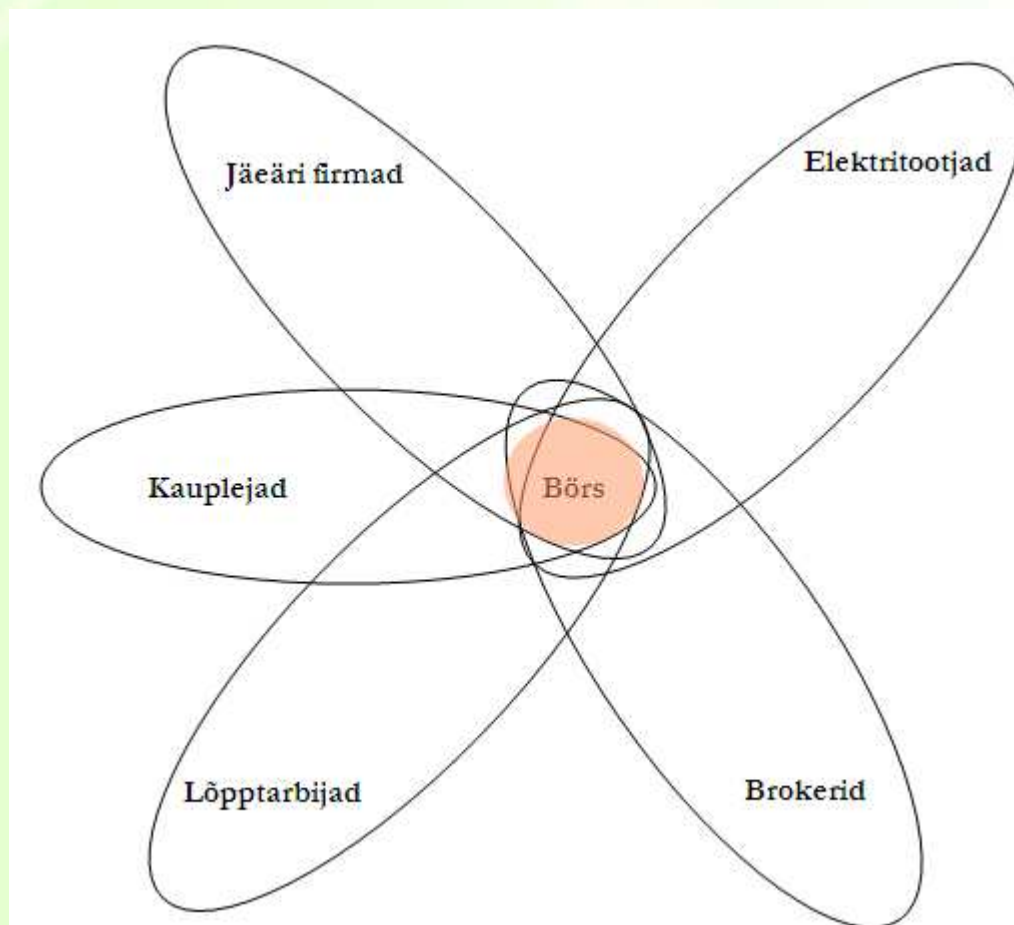 Jäeäri firmad
Elektritootjad
Kauplejad
Börs
Lõpptarbijad
Brokerid